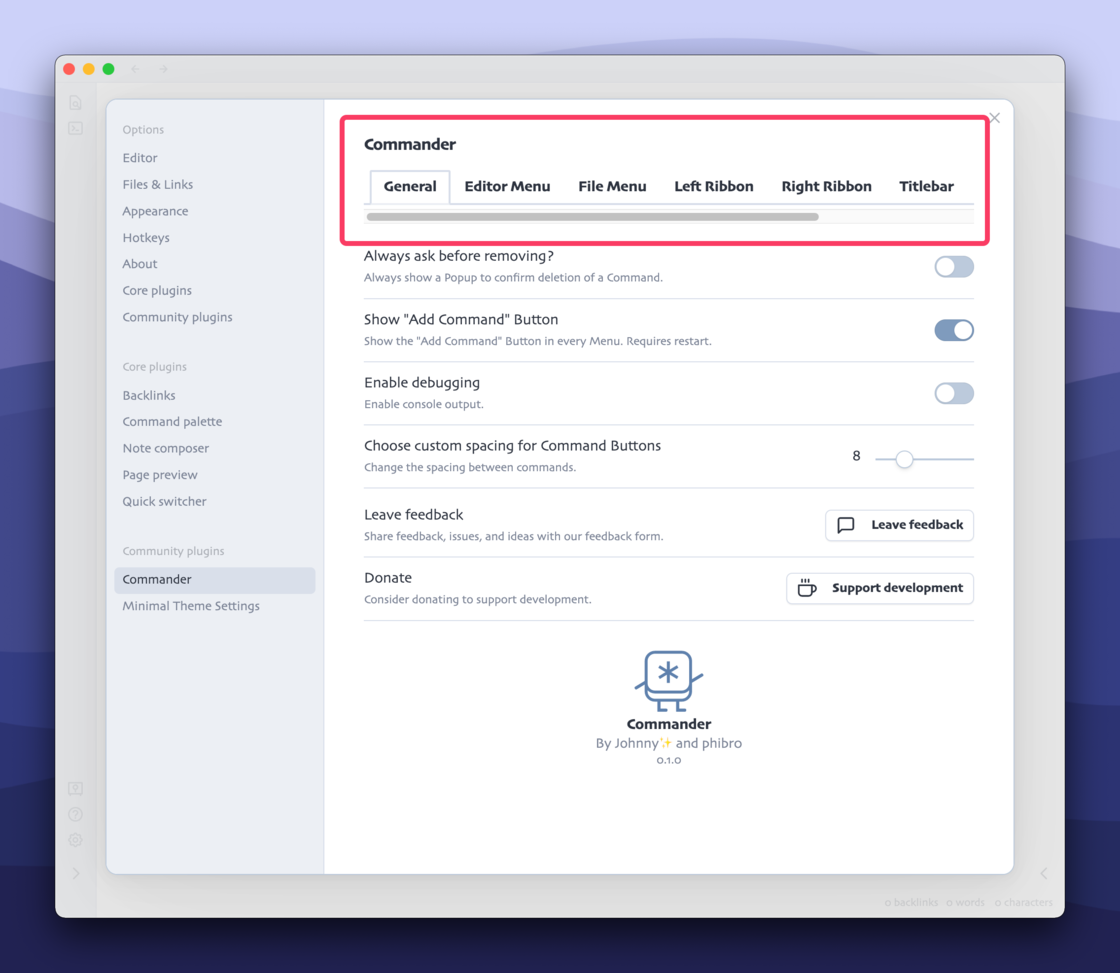 Options
Editor
Files & Links
Appearance
Hotkeys
About
Core plugins
Community plugins
Core plugins
Backlinks
Command palette
Note composer
Page preview
Quick switcher
Community plugins
Commander
Minimal Theme Settings
Commander
General Editor Menu File Menu Left Ribbon Right Ribbon Titlebar
Always ask before removing?
Always show a Popup to confirm deletion of a Command.
Show "Add Command" Button
Show the "Add Command" Button in every Menu. Requires restart.
Enable debugging
Enable console output.
Choose custom spacing for Command Buttons
Change the spacing between commands.
8
Leave feedback
Share feedback, issues, and ideas with our feedback form.
Leave feedback
Donate
Consider donating to support development.
Support development
Commander
By Johnny✨ and phibro
0.1.0
0 backlinks 0 words 0 characters